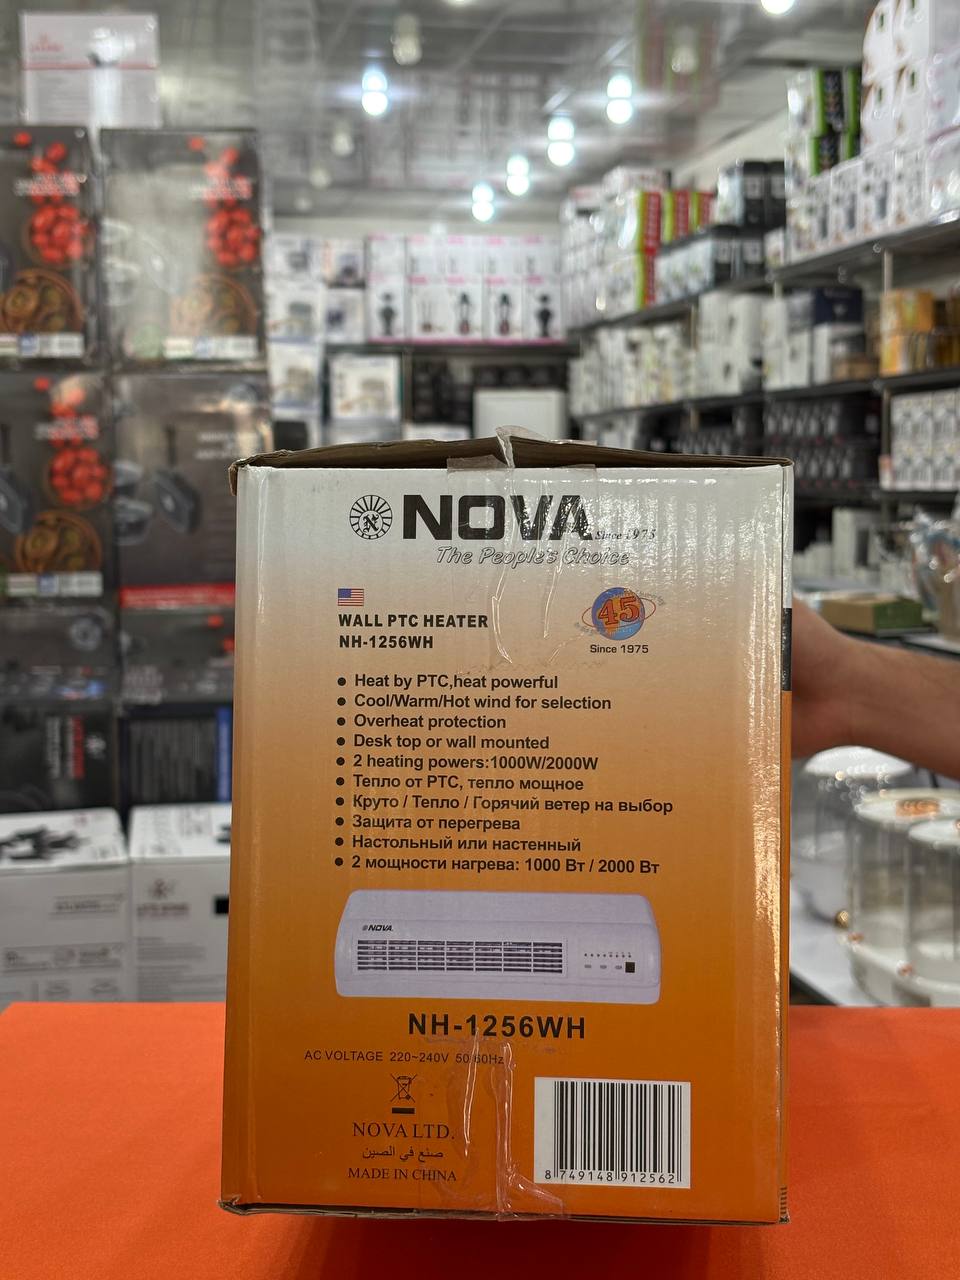 NOVA Since 1975
The People's Choice
WALL PTC HEATER
NH-1256WH
45
Since 1975
Heat by PTC,heat powerful
Cool/Warm/Hot wind for selection
Overheat protection
Desk top or wall mounted
2 heating powers:1000W/2000W
Тепло от PTC, тепло мощное
Круто / Тепло / Горячий ветер на выбор
Защита от перегрева
Настольный или настенный
2 мощности нагрева: 1000 Вт / 2000 Вт
NOVA
NH-1256WH
AC VOLTAGE 220~240V 50/60Hz
NOVA LTD.
صنع في الصين
MADE IN CHINA
8 749148 912562